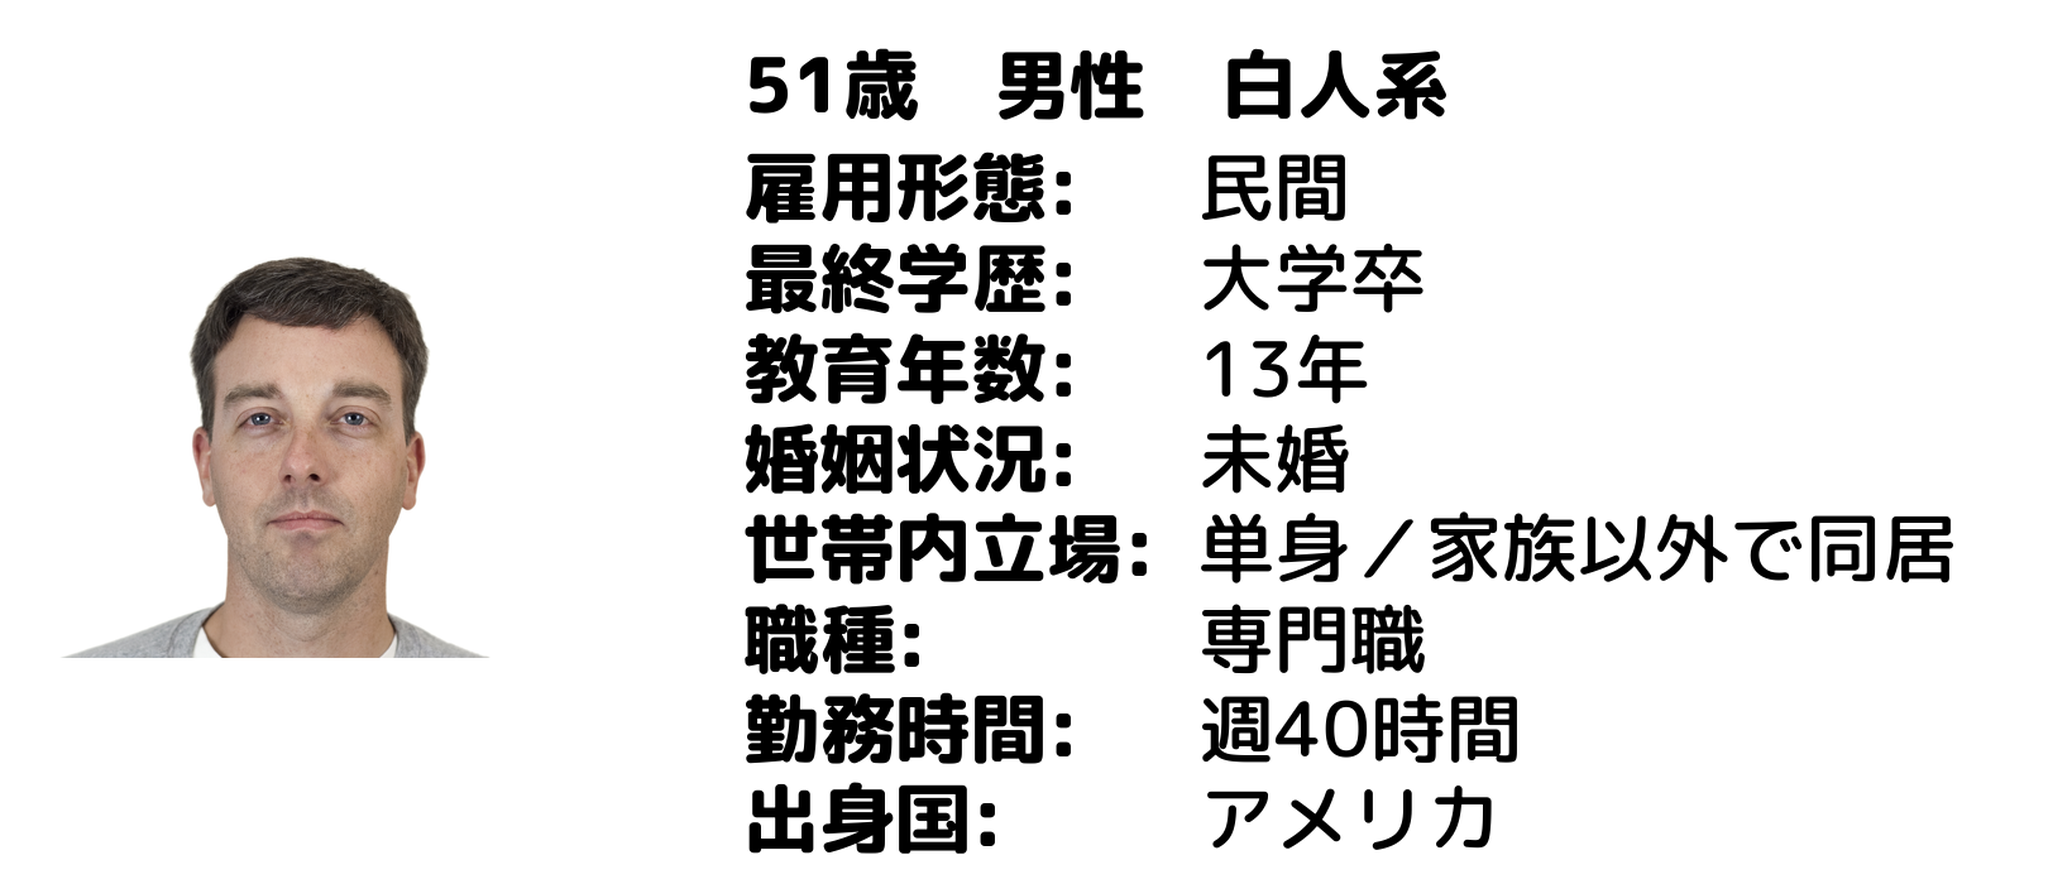 51歳　男性　白人系
雇用形態:　民間
最終学歴:　大学卒
教育年数:　13年
婚姻状況:　未婚
世帯内立場:　単身／家族以外で同居
職種:　専門職
勤務時間:　週40時間
出身国:　アメリカ